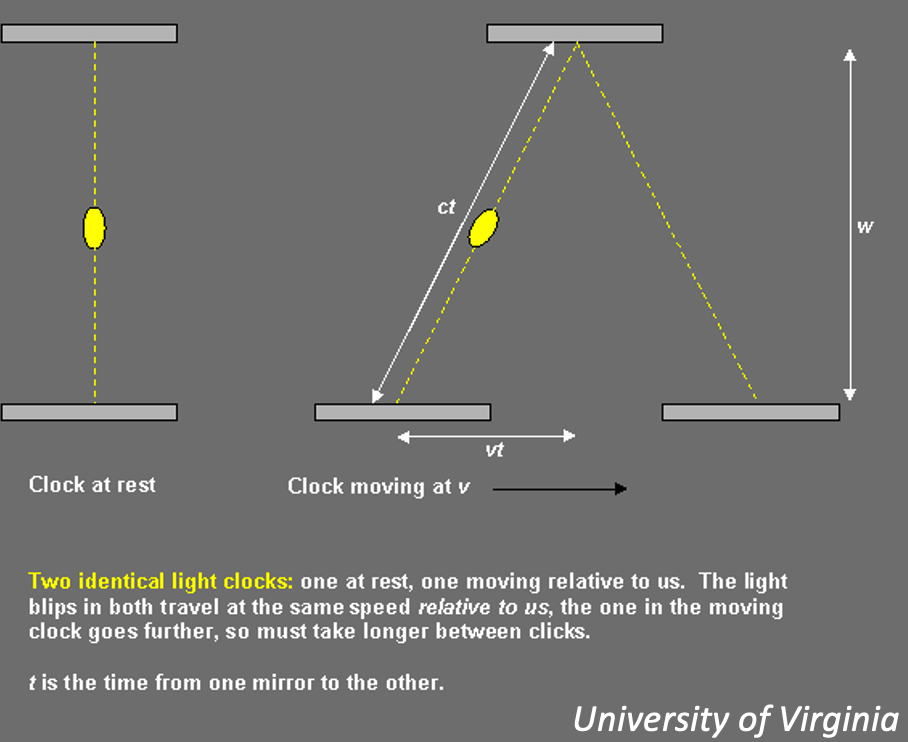 ct
w
vt
Clock at rest
Clock moving at v
Two identical light clocks: one at rest, one moving relative to us. The light
blips in both travel at the same speed relative to us, the one in the moving
clock goes further, so must take longer between clicks.
t is the time from one mirror to the other.
University of Virginia